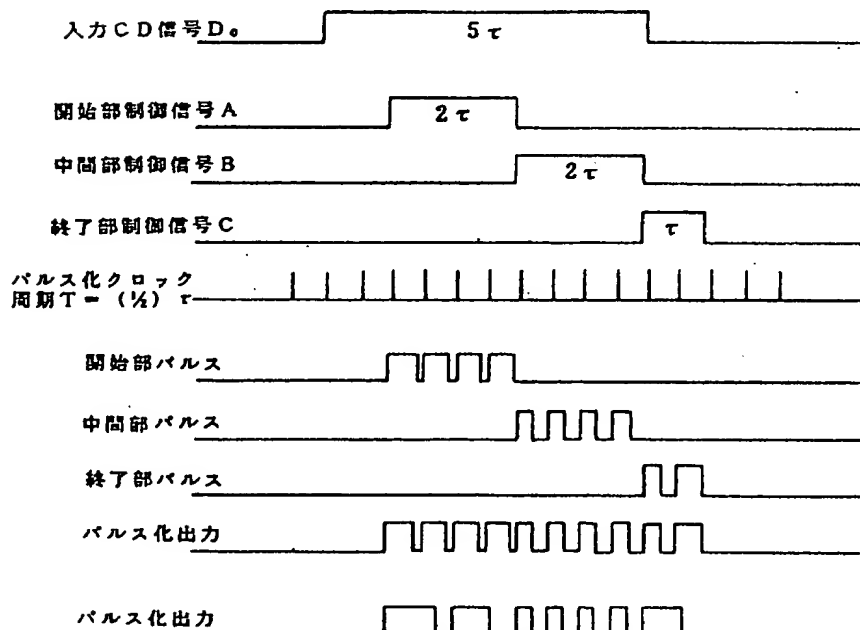 入力CD信号D。
5τ
開始部制御信号A
2τ
中間部制御信号B
2τ
終了部制御信号C
τ
パルス化クロック
周期T=(½)τ
開始部パルス
中間部パルス
終了部パルス
パルス化出力
パルス化出力